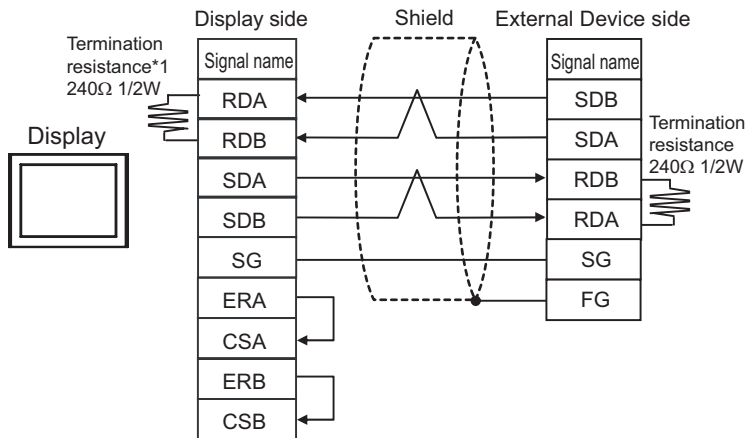 Display side
Shield
External Device side
Termination
resistance*1
240Ω 1/2W
Display
Signal name
RDA
RDB
SDA
SDB
SG
ERA
CSA
ERB
CSB
Signal name
SDB
SDA
RDB
RDA
SG
FG
Termination
resistance
240Ω 1/2W